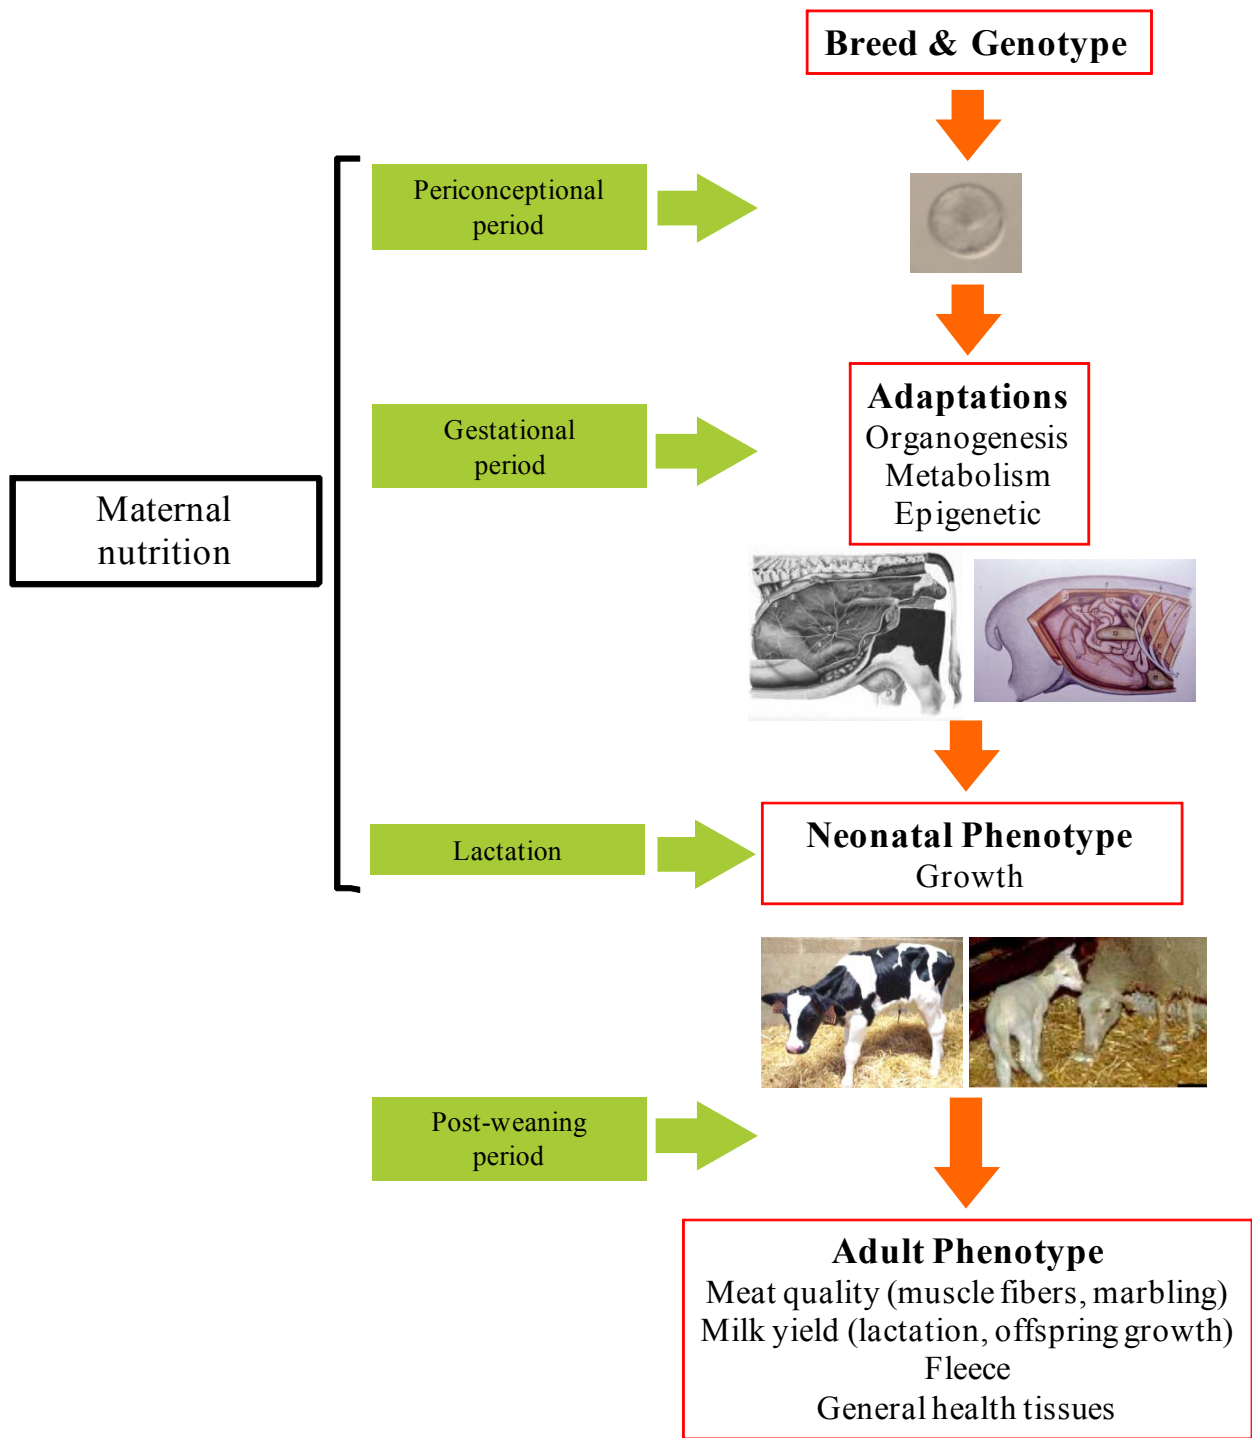 Breed & Genotype
Periconceptional
period
Adaptations
Organogenesis
Metabolism
Epigenetic
Gestational
period
Maternal
nutrition
Neonatal Phenotype
Growth
Lactation
Post-weaning
period
Adult Phenotype
Meat quality (muscle fibers, marbling)
Milk yield (lactation, offspring growth)
Fleece
General health tissues